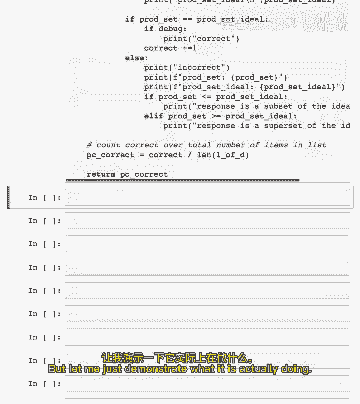 if prod_set == prod_set_ideal:
if debug:
print("correct")
correct +=1
else:
print("incorrect")
print(f"prod_set: {prod_set}")
print(f"prod_set_ideal: {prod_set_ideal}")
if prod_set <= prod_set_ideal:
print("response is a subset of the idea
elif prod_set >= prod_set_ideal:
print("response is a superset of the id
# count correct over total number of items in list
pc_correct = correct / len(l_of_d)
return pc_correct
In [ ]:
In [ ]:
In [ ]:
In [ ]:
In [ ]:
In [ ]:
In [ ]:
In [ ]:
让我演示一下它实际上在做什么。
But let me just demonstrate what it is actually doing.
In [ ]: